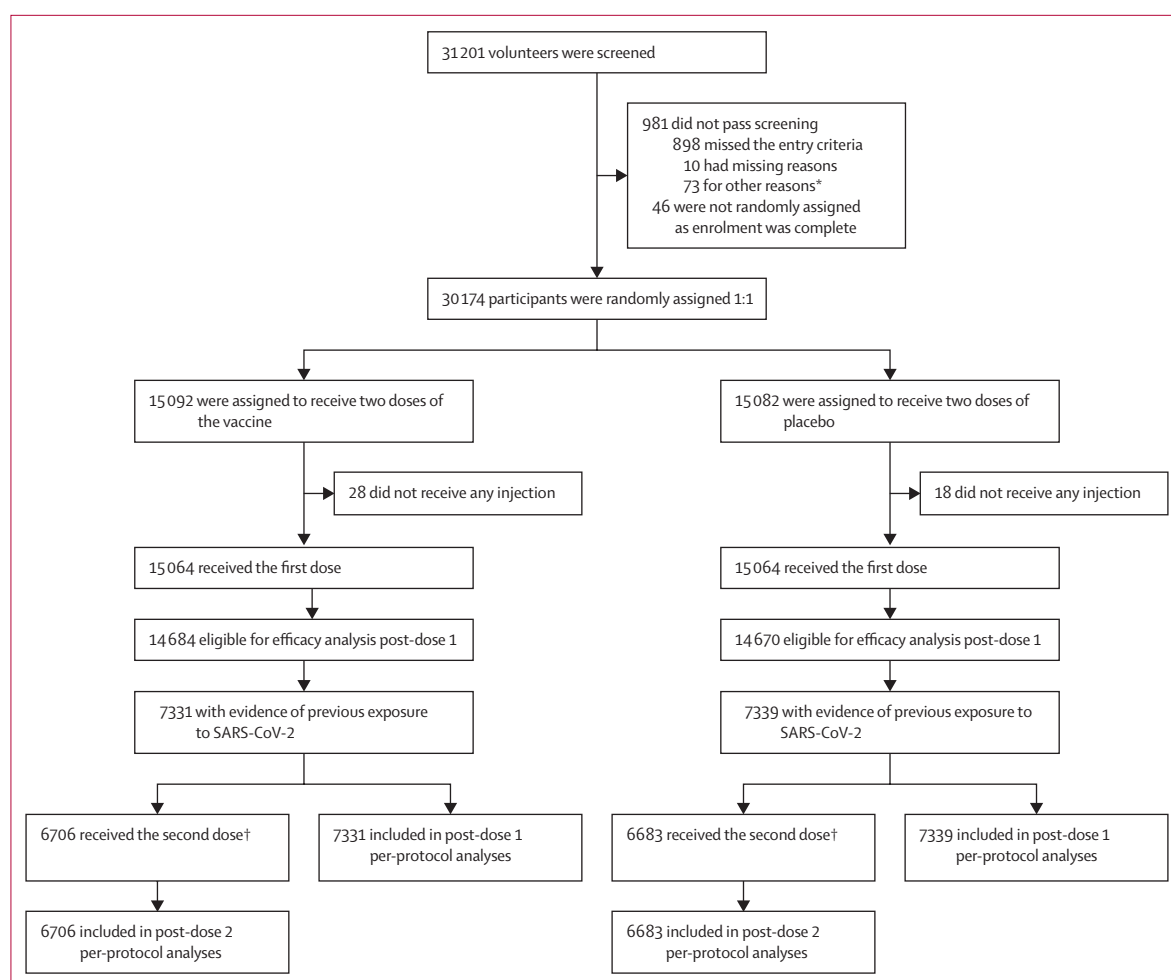 31 201 volunteers were screened
981 did not pass screening
898 missed the entry criteria
10 had missing reasons
73 for other reasons*
46 were not randomly assigned
as enrolment was complete
30 174 participants were randomly assigned 1:1
15 092 were assigned to receive two doses of
the vaccine
15 082 were assigned to receive two doses of
placebo
28 did not receive any injection
18 did not receive any injection
15 064 received the first dose
15 064 received the first dose
14 684 eligible for efficacy analysis post-dose 1
14 670 eligible for efficacy analysis post-dose 1
7331 with evidence of previous exposure
to SARS-CoV-2
7339 with evidence of previous exposure to
SARS-CoV-2
6706 received the second dose†
7331 included in post-dose 1
per-protocol analyses
6683 received the second dose†
7339 included in post-dose 1
per-protocol analyses
6706 included in post-dose 2
per-protocol analyses
6683 included in post-dose 2
per-protocol analyses